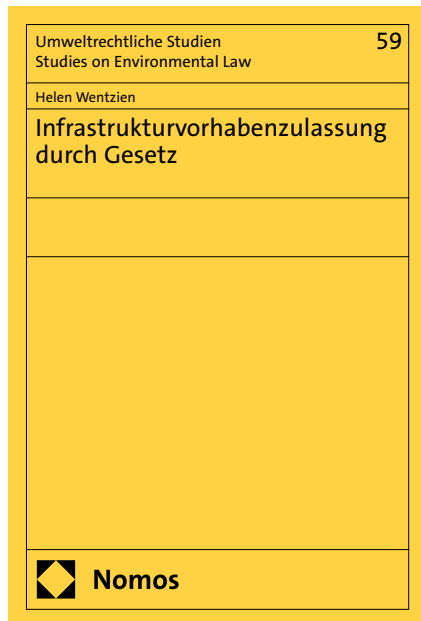 Umweltrechtliche Studien
Studies on Environmental Law
59
Helen Wentzien
Infrastrukturvorhabenzulassung
durch Gesetz
Nomos